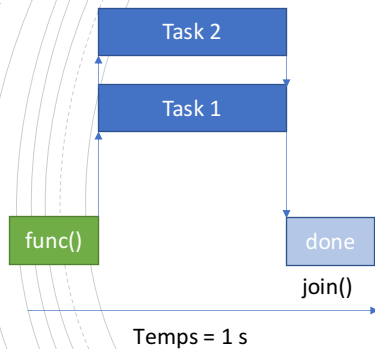 Task 2
Task 1
func()
done
join()
Temps = 1 s